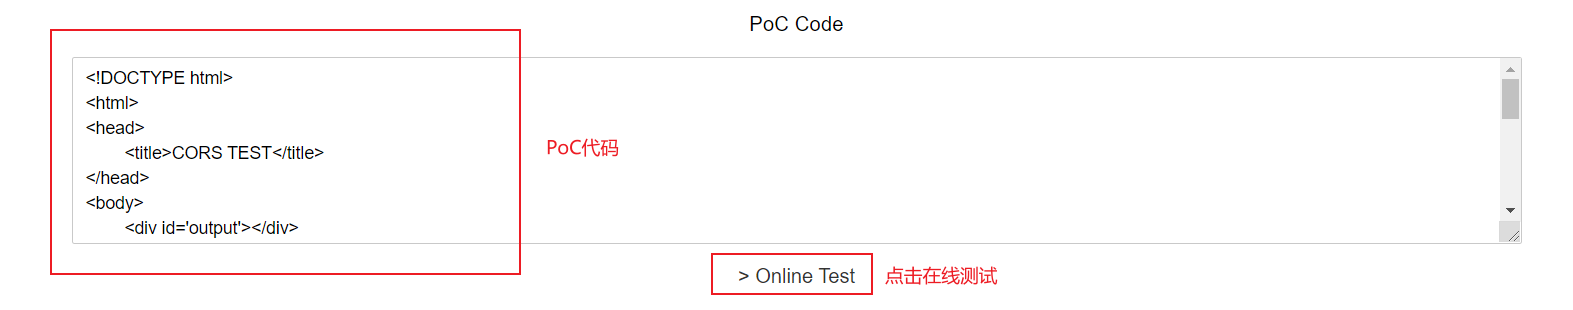 PoC Code
<!DOCTYPE html>
<html>
<head>
<title>CORS TEST</title>
PoC代码
</head>
<body>
<div id='output'></div>
> Online Test
点击在线测试